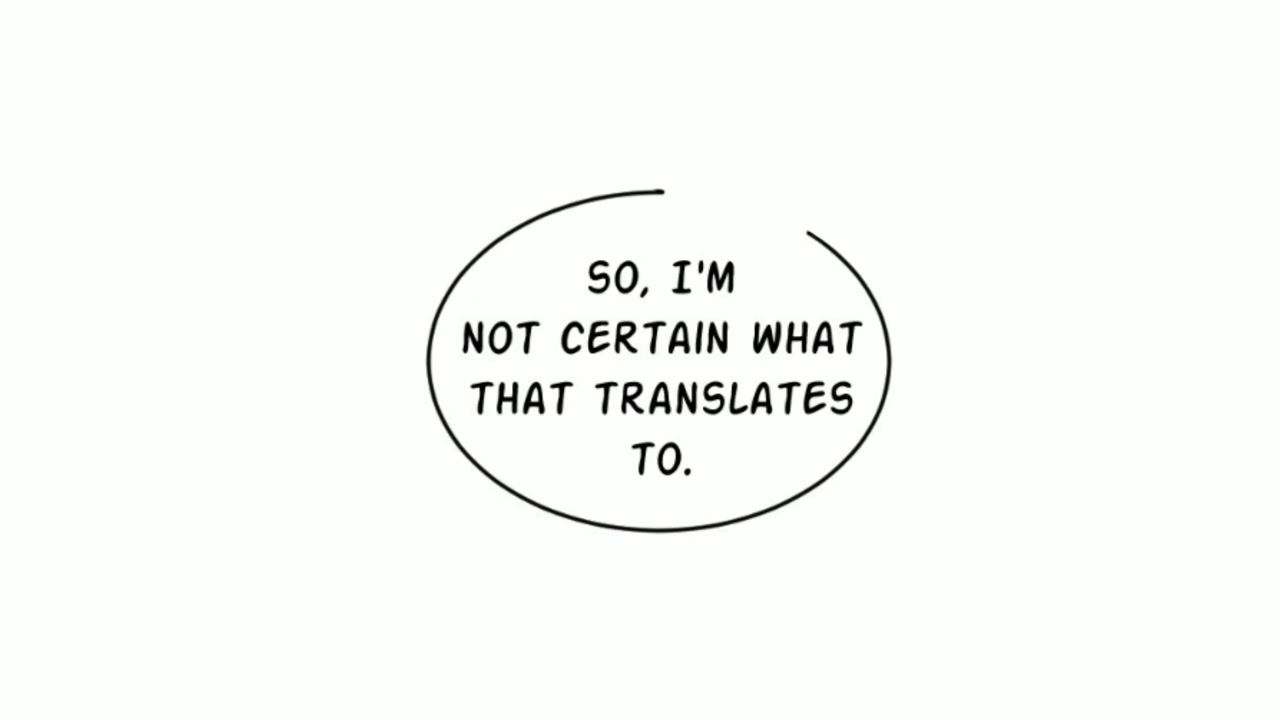 SO, I'M
NOT CERTAIN WHAT
THAT TRANSLATES
TO.